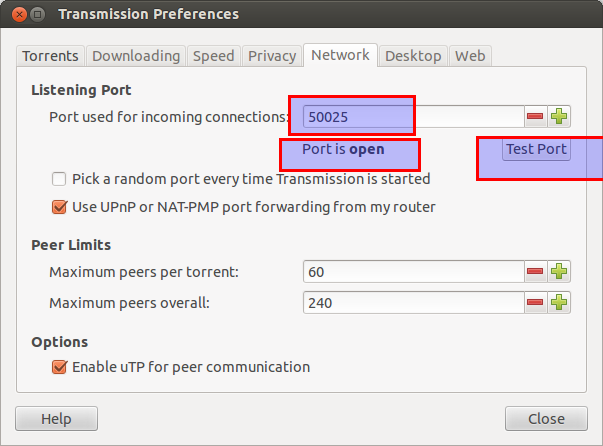 Transmission Preferences
Torrents Downloading Speed Privacy Network Desktop Web
Listening Port
Port used for incoming connections: 50025
Port is open Test Port
Pick a random port every time Transmission is started
Use UPnP or NAT-PMP port forwarding from my router
Peer Limits
Maximum peers per torrent: 60
Maximum peers overall: 240
Options
Enable uTP for peer communication
Help Close